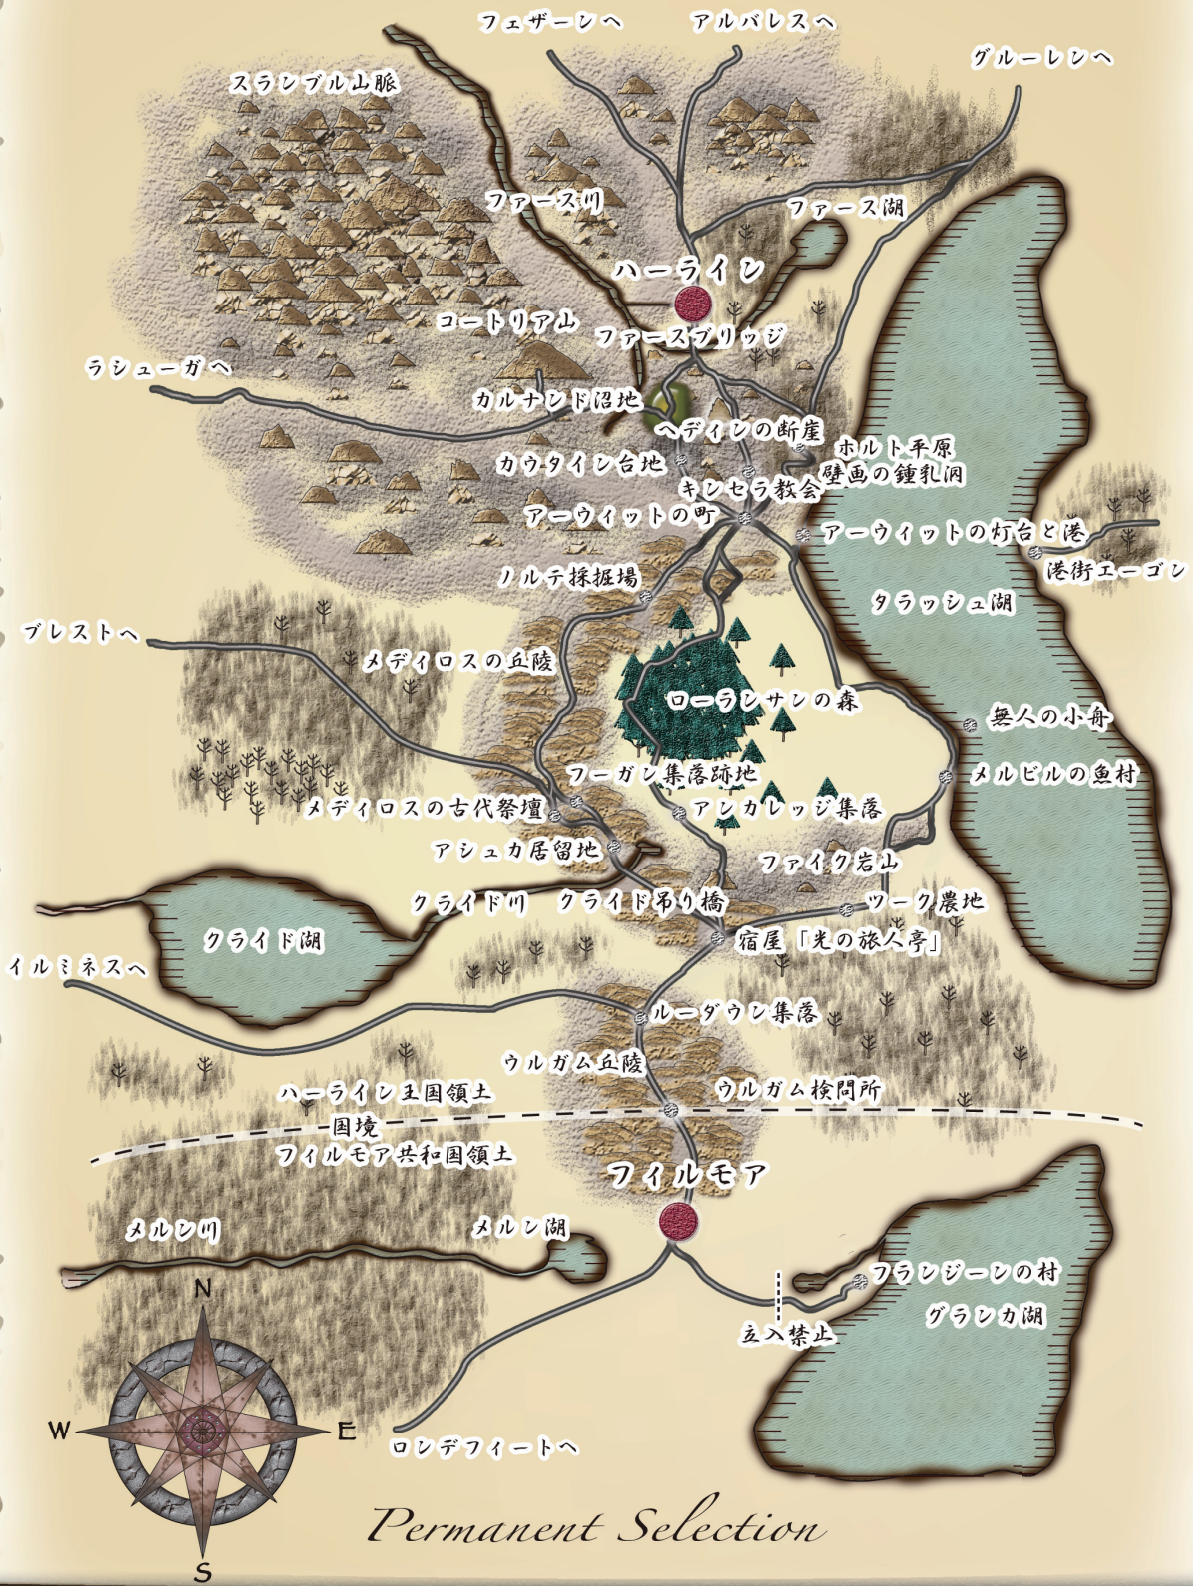 フェザーンへ
アルバレスへ
グルーレンへ
スランブル山脈
ファース川
ファース湖
ハーライン
コートリア山
ファースブリッジ
ラシューガへ
カルナンド沼地
ヘディンの断崖
ホルト平原
カウタイン台地
壁画の鍾乳洞
キンセラ教会
アーウィットの町
アーウィットの灯台と港
港街エーゴン
ノルテ採掘場
タラッシュ湖
ブレストへ
メディロスの丘陵
ローランサンの森
無人の小舟
フーガン集落跡地
メルビルの魚村
メディロスの古代祭壇
アンカレッジ集落
アシュカ居留地
ファイク岩山
クライド川
クライド吊り橋
ツーク農地
クライド湖
宿屋「光の旅人亭」
イルミネスへ
ルーダウン集落
ウルガム丘陵
ハーライン王国領土
ウルガム検問所
国境
フィルモア共和国領土
フィルモア
メルン川
メルン湖
フランジーンの村
グランカ湖
立入禁止
N
W
E
S
ロンデフィートへ
Permanent Selection